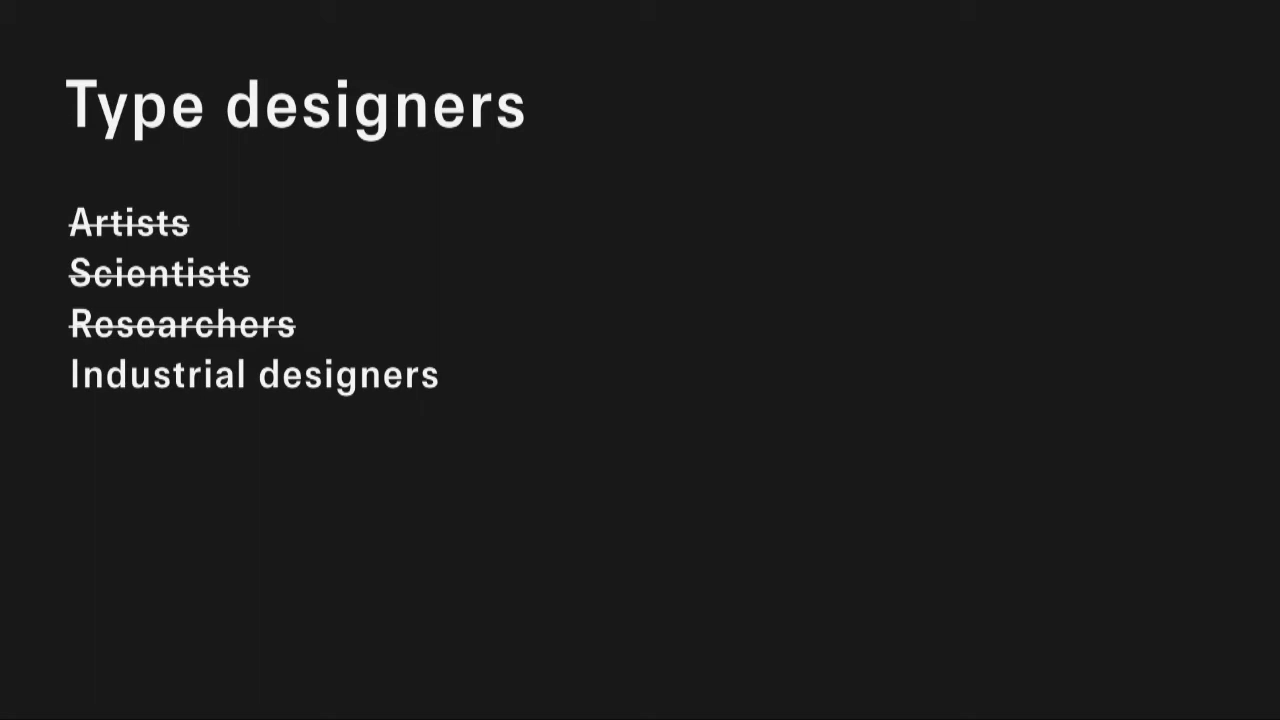 Type designers
Artists
Scientists
Researchers
Industrial designers